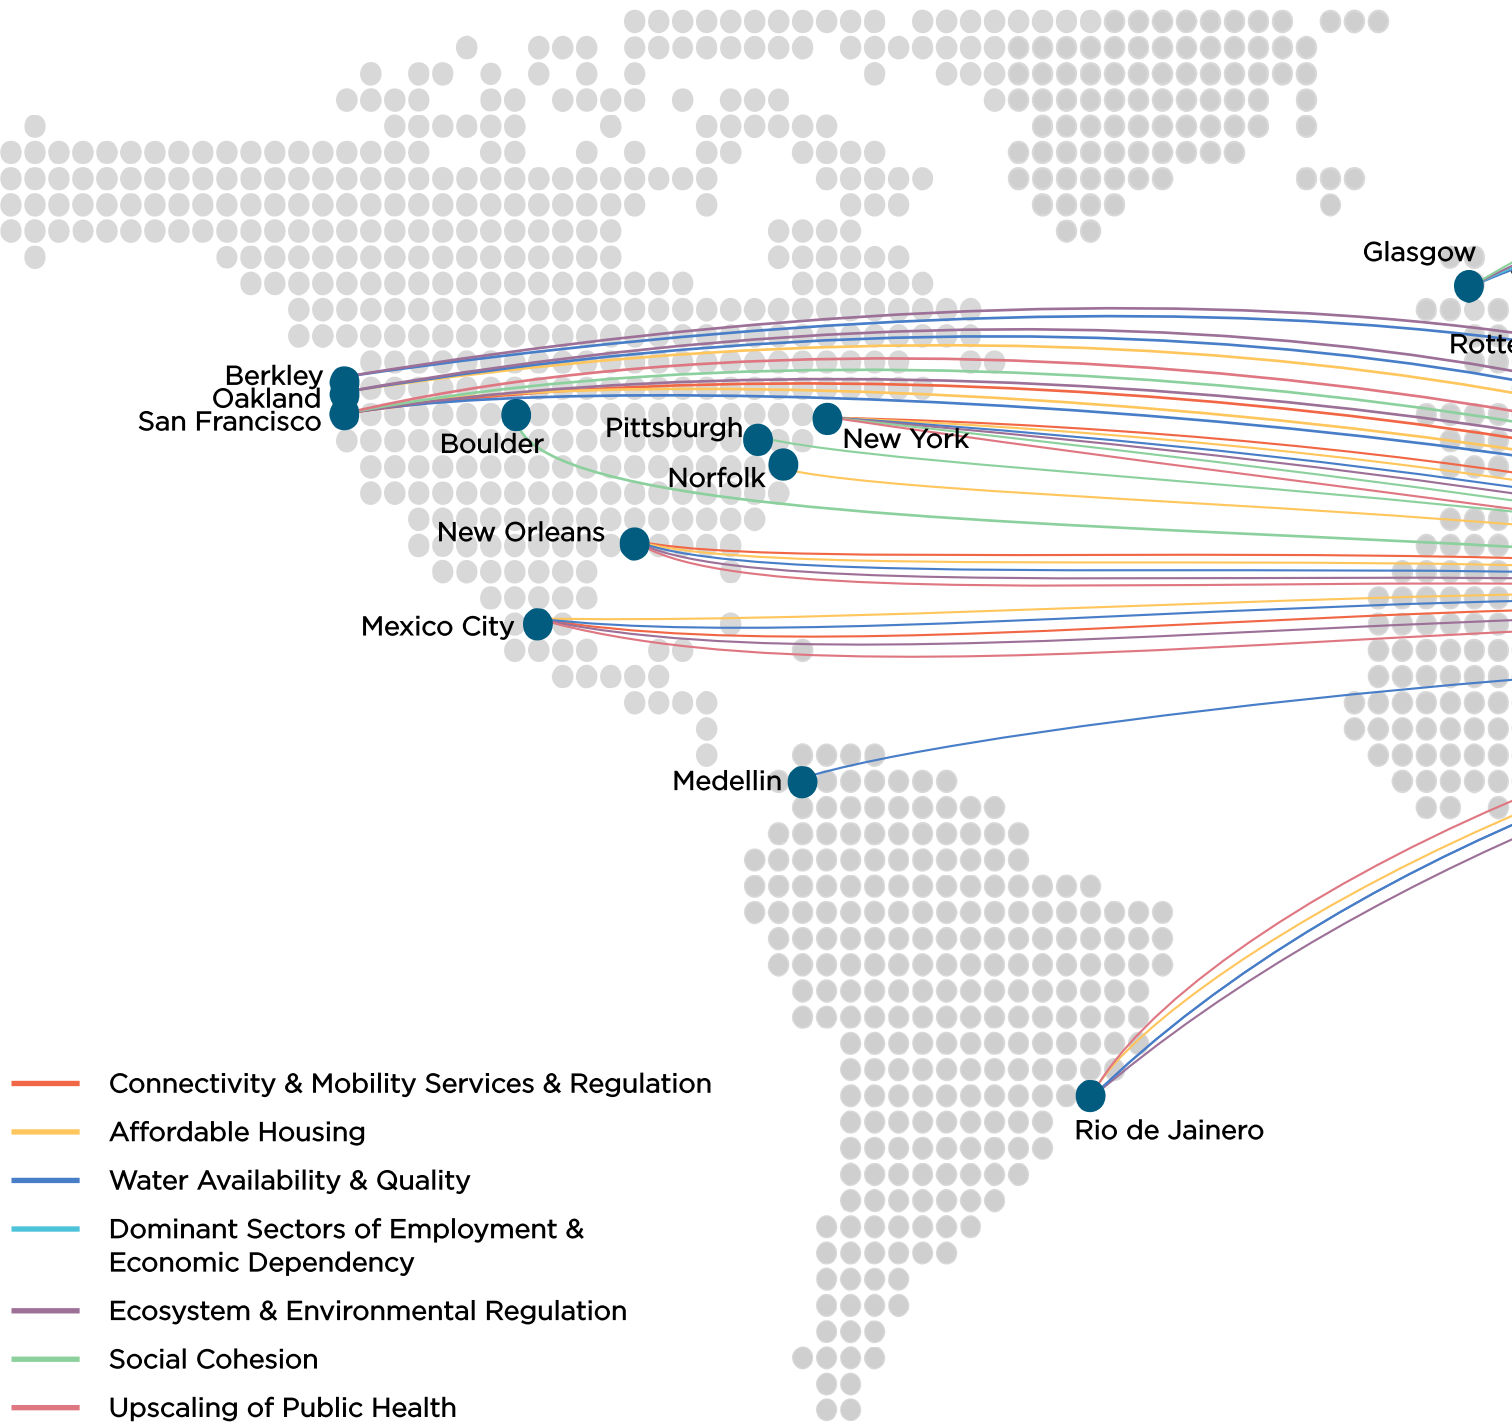 Glasgow
Rotte
Berkley
Oakland
San Francisco
Boulder
Pittsburgh
New York
Norfolk
New Orleans
Mexico City
Medellin
Rio de Jainero
Connectivity & Mobility Services & Regulation
Affordable Housing
Water Availability & Quality
Dominant Sectors of Employment &
Economic Dependency
Ecosystem & Environmental Regulation
Social Cohesion
Upscaling of Public Health